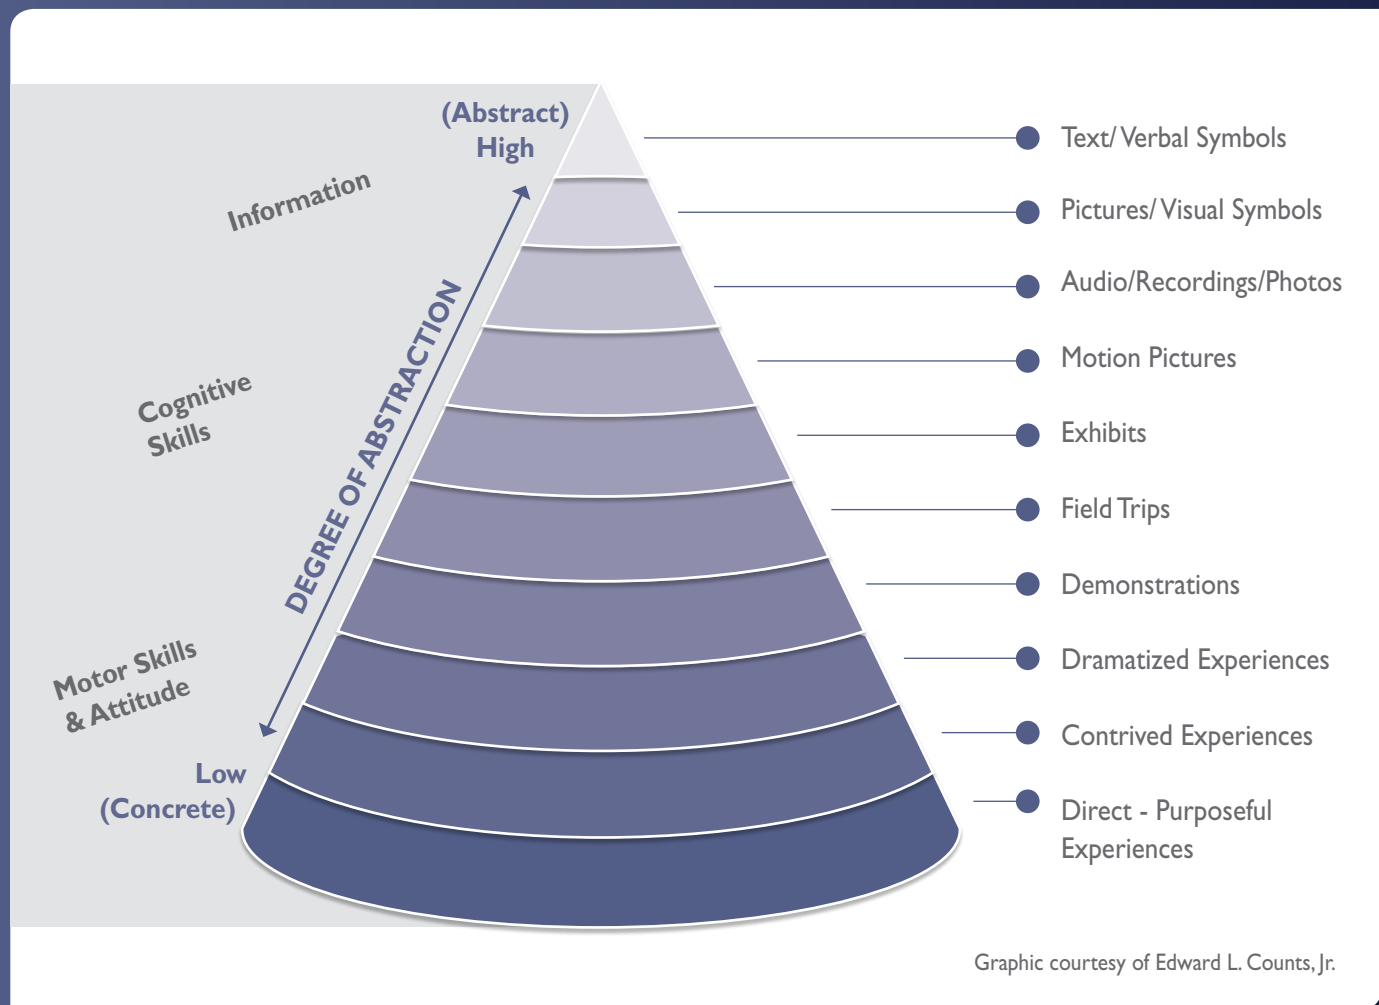 (Abstract)
High
Information
DEGREE OF ABSTRACTION
Cognitive
Skills
Motor Skills
& Attitude
Low
(Concrete)
Text/ Verbal Symbols
Pictures/ Visual Symbols
Audio/Recordings/Photos
Motion Pictures
Exhibits
Field Trips
Demonstrations
Dramatized Experiences
Contrived Experiences
Direct - Purposeful
Experiences
Graphic courtesy of Edward L. Counts, Jr.